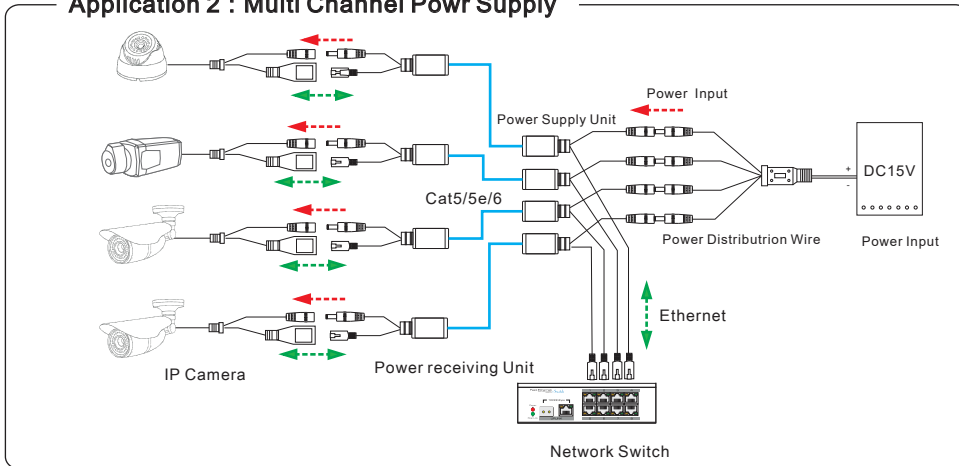 Application 2 : Multi Channel Powr Supply
Power Input
Power Supply Unit
DC15V
+
-
Cat5/5e/6
Power Distributrion Wire
Power Input
Ethernet
Power receiving Unit
IP Camera
Network Switch